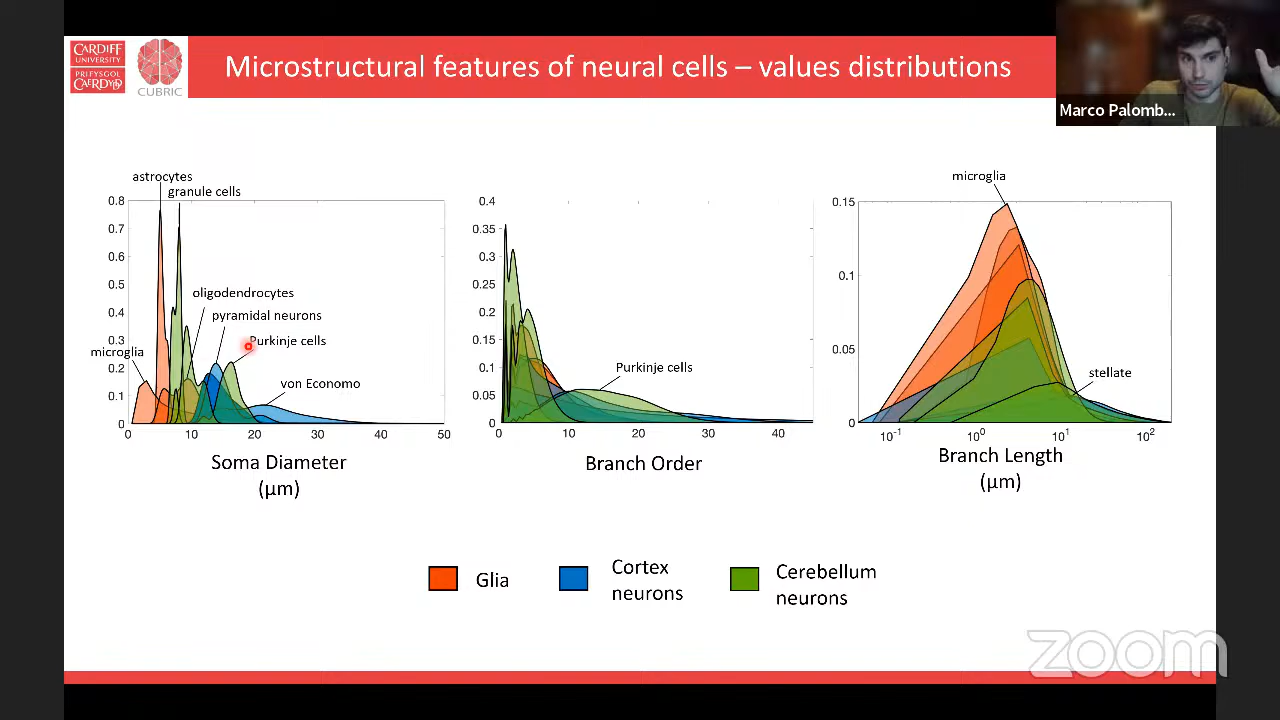 CARDIFF
UNIVERSITY
PRIFYSGOL
CAERDYDD
CUBRIC
Microstructural features of neural cells – values distributions
Marco Palomb...
astrocytes
granule cells
oligodendrocytes
pyramidal neurons
Purkinje cells
microglia
von Economo
0.8
0.7
0.6
0.5
0.4
0.3
0.2
0.1
0
0 10 20 30 40 50
Soma Diameter
(μm)
0.4
0.35
0.3
0.25
0.2
0.15
0.1
0.05
0
Purkinje cells
0 10 20 30 40
Branch Order
microglia
0.15
0.1
0.05
0
stellate
10⁻¹ 10⁰ 10¹ 10²
Branch Length
(μm)
Glia
Cortex
neurons
Cerebellum
neurons
zoom